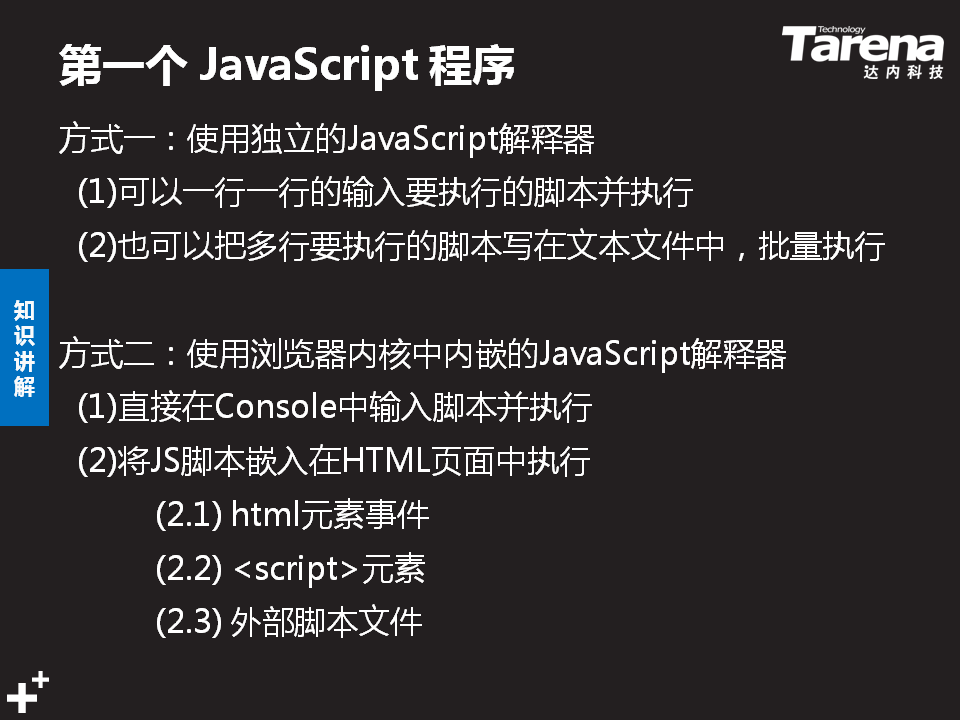 第一个 JavaScript 程序
Technology
Tarena
达内科技
方式一：使用独立的JavaScript解释器
(1)可以一行一行的输入要执行的脚本并执行
(2)也可以把多行要执行的脚本写在文本文件中，批量执行
知识讲解
方式二：使用浏览器内核中内嵌的JavaScript解释器
(1)直接在Console中输入脚本并执行
(2)将JS脚本嵌入在HTML页面中执行
(2.1) html元素事件
(2.2) <script>元素
(2.3) 外部脚本文件